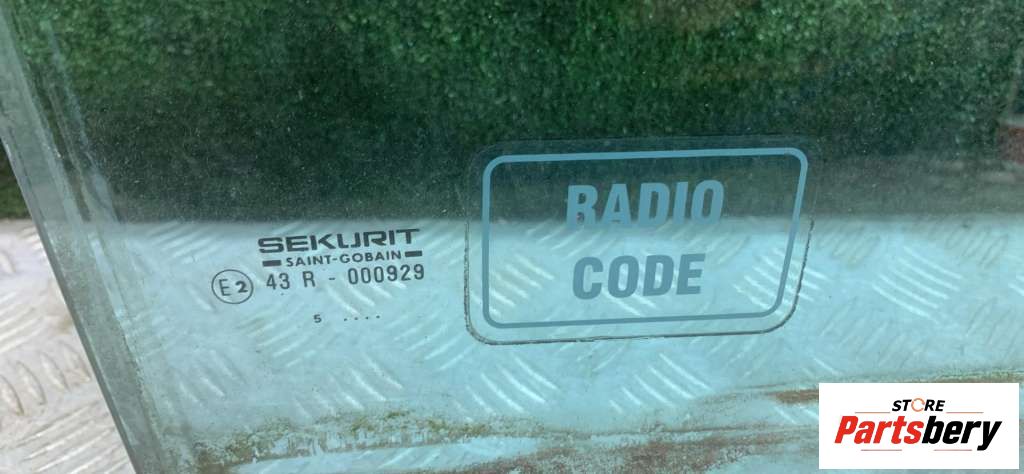 RADIO
CODE
SEKURIT
SAINT-GOBAIN
E2 43 R - 000929
5 ....
STORE
Partsbery